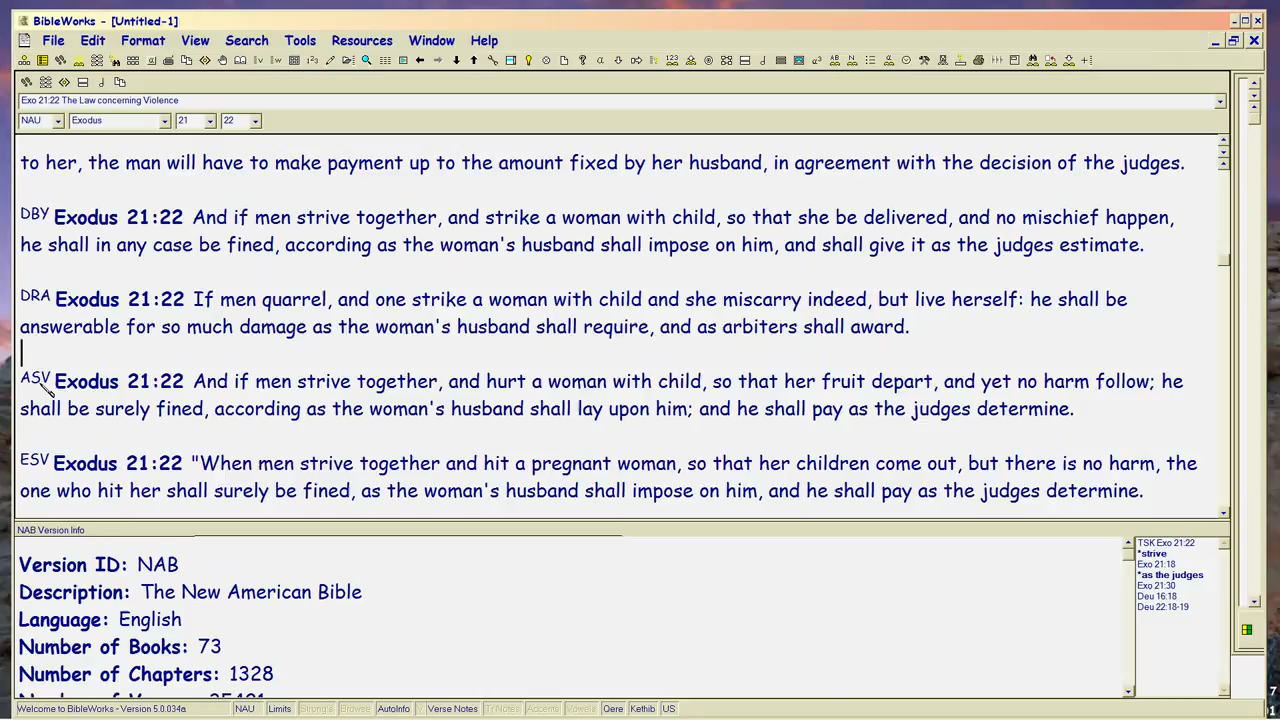 BibleWorks - [Untitled-1]
File Edit Format View Search Tools Resources Window Help
Exo 21:22 The Law concerning Violence
NAU Exodus 21 22
to her, the man will have to make payment up to the amount fixed by her husband, in agreement with the decision of the judges.
DBY Exodus 21:22 And if men strive together, and strike a woman with child, so that she be delivered, and no mischief happen,
he shall in any case be fined, according as the woman's husband shall impose on him, and shall give it as the judges estimate.
DRA Exodus 21:22 If men quarrel, and one strike a woman with child and she miscarry indeed, but live herself: he shall be
answerable for so much damage as the woman's husband shall require, and as arbiters shall award.
ASV Exodus 21:22 And if men strive together, and hurt a woman with child, so that her fruit depart, and yet no harm follow; he
shall be surely fined, according as the woman's husband shall lay upon him; and he shall pay as the judges determine.
ESV Exodus 21:22 "When men strive together and hit a pregnant woman, so that her children come out, but there is no harm, the
one who hit her shall surely be fined, as the woman's husband shall impose on him, and he shall pay as the judges determine.
NAB Version Info
Version ID: NAB
Description: The New American Bible
Language: English
Number of Books: 73
Number of Chapters: 1328
TSK Exo 21:22
*strive
Exo 21:18
*as the judges
Exo 21:30
Deu 16:18
Deu 22:18-19
Welcome to BibleWorks - Version 5.0.034a NAU Limits Strong's Browse AutoInfo Verse Notes Tr Notes Accents Vowels Qere Kethib US
7
1